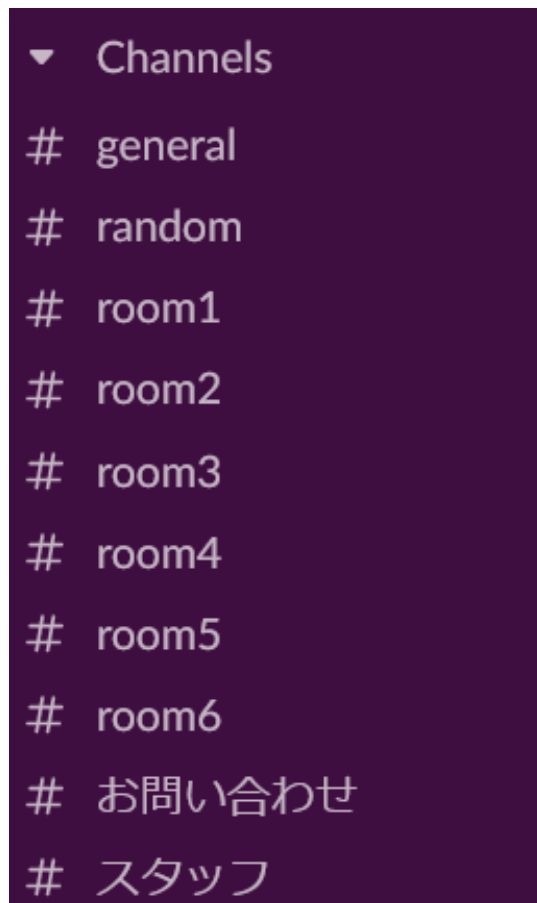 Channels
# general
# random
# room1
# room2
# room3
# room4
# room5
# room6
# お問い合わせ
# スタッフ